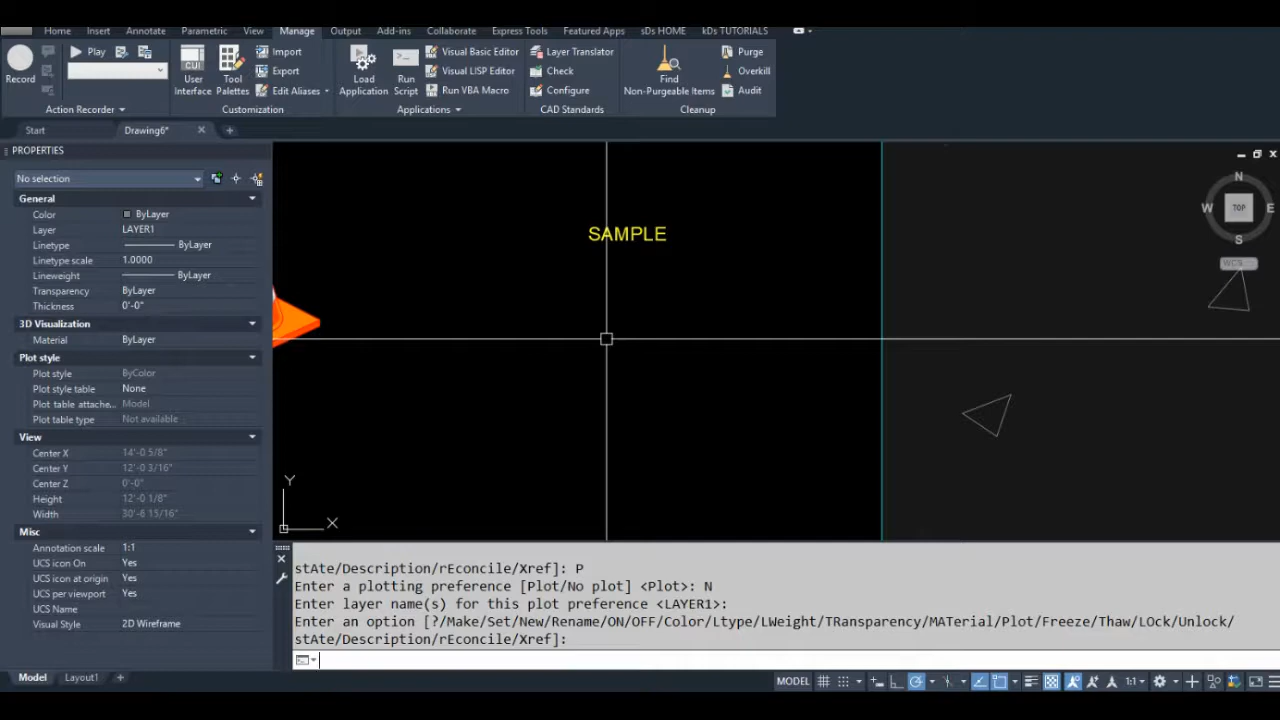 Home Insert Annotate Parametric View Manage Output Add-ins Collaborate Express Tools Featured Apps sDs HOME kDs TUTORIALS
Record
Play
Action Recorder
CUI
User Interface
Tool Palettes
Import
Export
Edit Aliases
Customization
Load Application
Run Script
Visual Basic Editor
Visual LISP Editor
Run VBA Macro
Applications
Layer Translator
Check
Configure
CAD Standards
Find Non-Purgeable Items
Purge
Overkill
Audit
Cleanup
Start Drawing6*
PROPERTIES
No selection
General
Color ByLayer
Layer LAYER1
Linetype ByLayer
Linetype scale 1.0000
Lineweight ByLayer
Transparency ByLayer
Thickness 0'-0"
3D Visualization
Material ByLayer
Plot style
Plot style ByColor
Plot style table None
Plot table attache... Model
Plot table type Not available
View
Center X 14'-0 5/8"
Center Y 12'-0 3/16"
Center Z 0'-0"
Height 12'-0 1/8"
Width 30'-6 15/16"
Misc
Annotation scale 1:1
UCS icon On Yes
UCS icon at origin Yes
UCS per viewport Yes
UCS Name
Visual Style 2D Wireframe
SAMPLE
N
W TOP E
S
WCS
Y
X
stAte/Description/rEconcile/Xref]: P
Enter a plotting preference [Plot/No plot] <Plot>: N
Enter layer name(s) for this plot preference <LAYER1>:
Enter an option [?/Make/Set/New/Rename/ON/OFF/Color/Ltype/LWeight/TRansparency/MATerial/Plot/Freeze/Thaw/LOck/Unlock/
stAte/Description/rEconcile/Xref]:
Model Layout1
MODEL 1:1